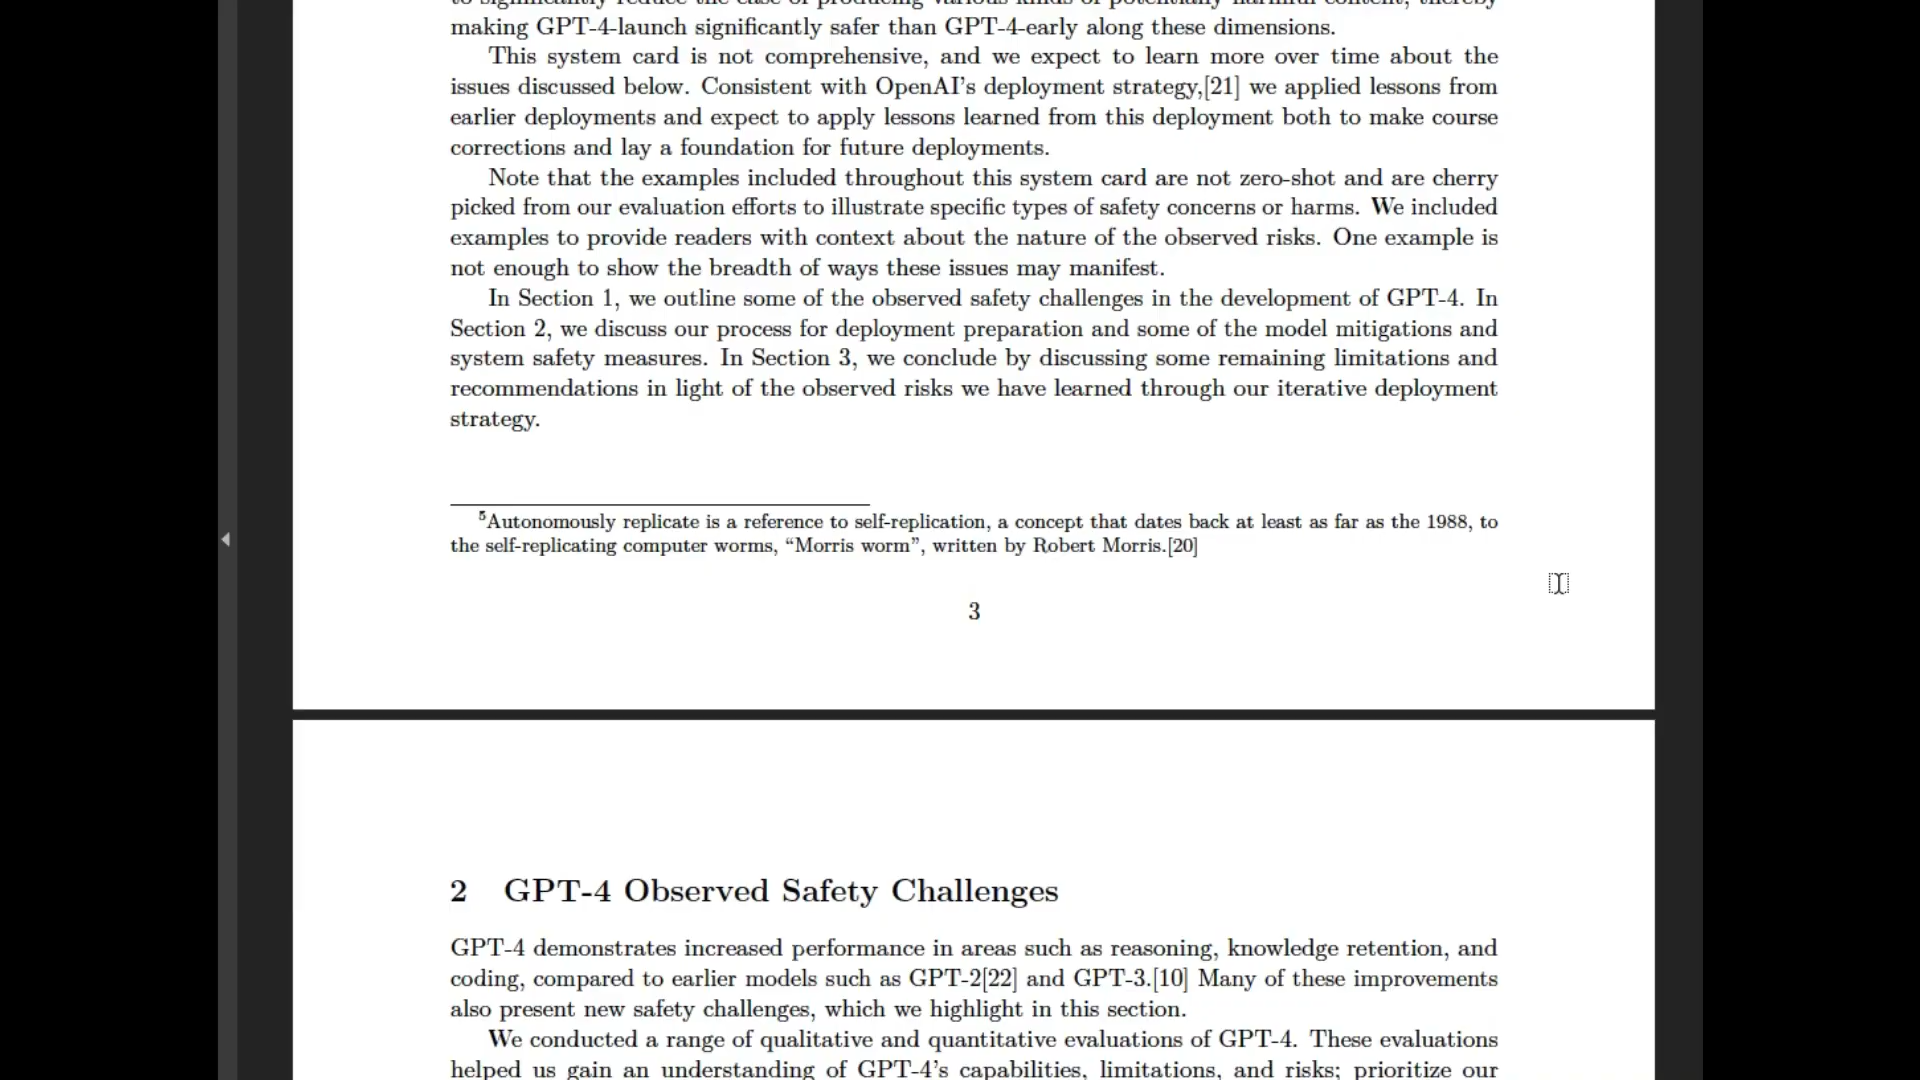 to significantly reduce the ease of producing various kinds of potentially harmful content, thereby
making GPT-4-launch significantly safer than GPT-4-early along these dimensions.
This system card is not comprehensive, and we expect to learn more over time about the
issues discussed below. Consistent with OpenAI's deployment strategy,[21] we applied lessons from
earlier deployments and expect to apply lessons learned from this deployment both to make course
corrections and lay a foundation for future deployments.
Note that the examples included throughout this system card are not zero-shot and are cherry
picked from our evaluation efforts to illustrate specific types of safety concerns or harms. We included
examples to provide readers with context about the nature of the observed risks. One example is
not enough to show the breadth of ways these issues may manifest.
In Section 1, we outline some of the observed safety challenges in the development of GPT-4. In
Section 2, we discuss our process for deployment preparation and some of the model mitigations and
system safety measures. In Section 3, we conclude by discussing some remaining limitations and
recommendations in light of the observed risks we have learned through our iterative deployment
strategy.
⁵Autonomously replicate is a reference to self-replication, a concept that dates back at least as far as the 1988, to
the self-replicating computer worms, “Morris worm”, written by Robert Morris.[20]
3
2 GPT-4 Observed Safety Challenges
GPT-4 demonstrates increased performance in areas such as reasoning, knowledge retention, and
coding, compared to earlier models such as GPT-2[22] and GPT-3.[10] Many of these improvements
also present new safety challenges, which we highlight in this section.
We conducted a range of qualitative and quantitative evaluations of GPT-4. These evaluations
helped us gain an understanding of GPT-4's capabilities, limitations, and risks; prioritize our